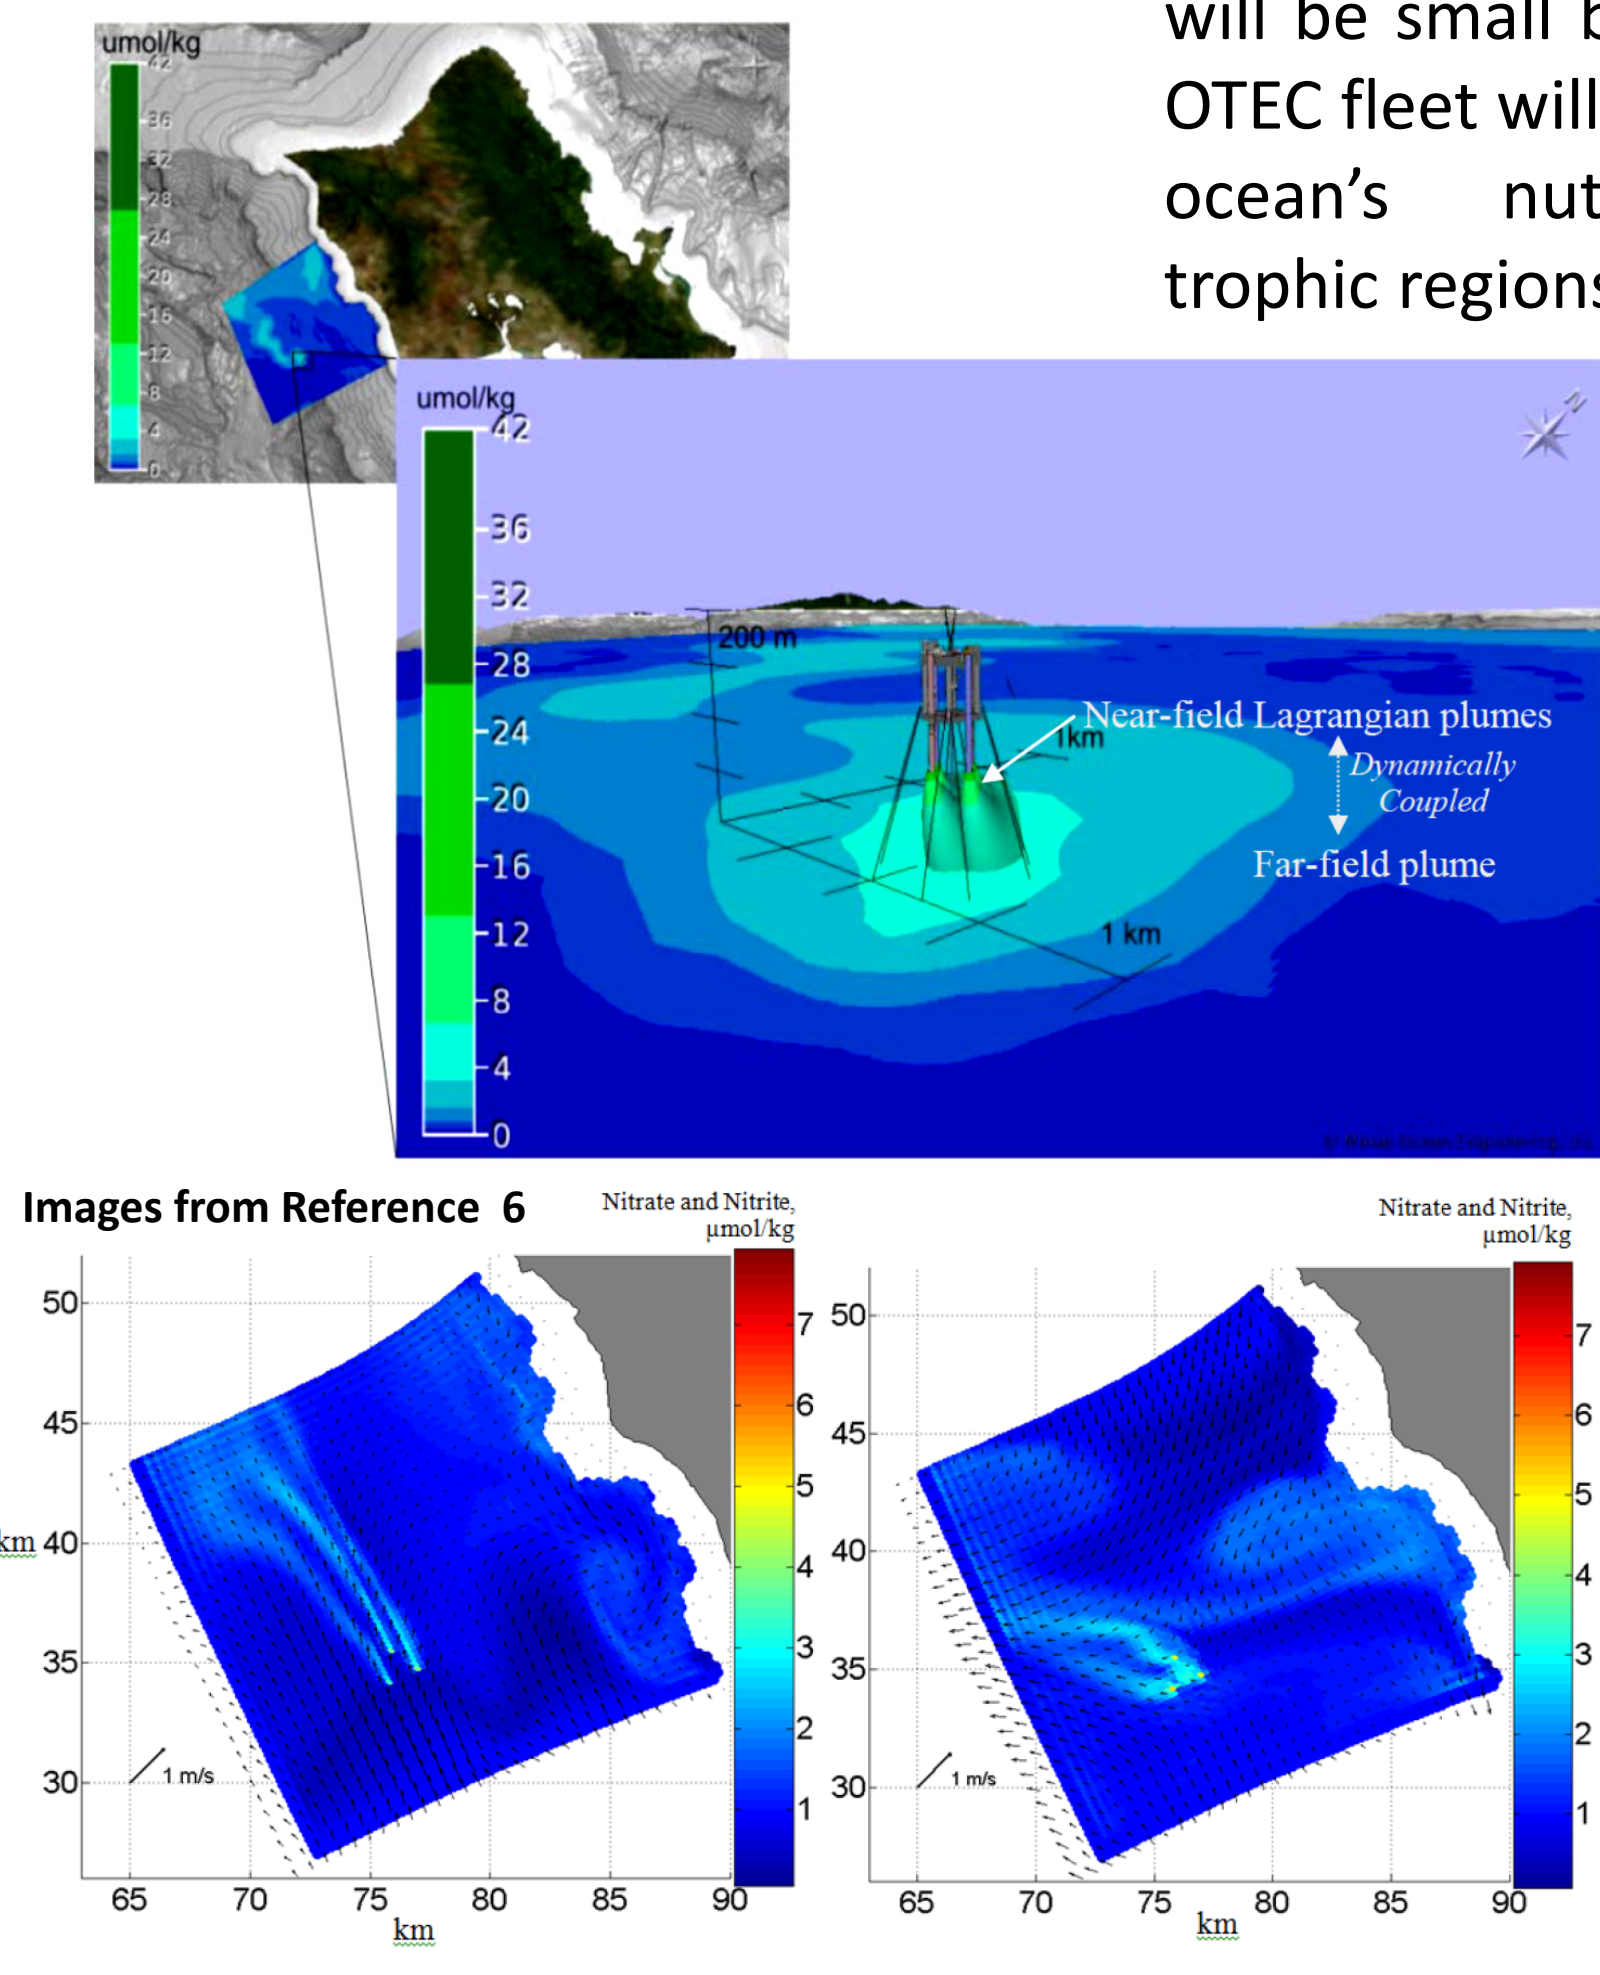 will be small b
OTEC fleet will
ocean's nut
trophic regions
umol/kg
42
36
32
28
24
20
16
12
8
4
0
umol/kg
42
36
32
28
24
20
16
12
8
4
0
N
200 m
Near-field Lagrangian plumes
1km
Dynamically
Coupled
Far-field plume
1 km
Images from Reference 6
Nitrate and Nitrite,
µmol/kg
7
6
5
4
3
2
1
50
45
km 40
35
30
1 m/s
65 70 75 80 85 90
km
Nitrate and Nitrite,
µmol/kg
7
6
5
4
3
2
1
50
45
40
35
30
1 m/s
65 70 75 80 85 90
km